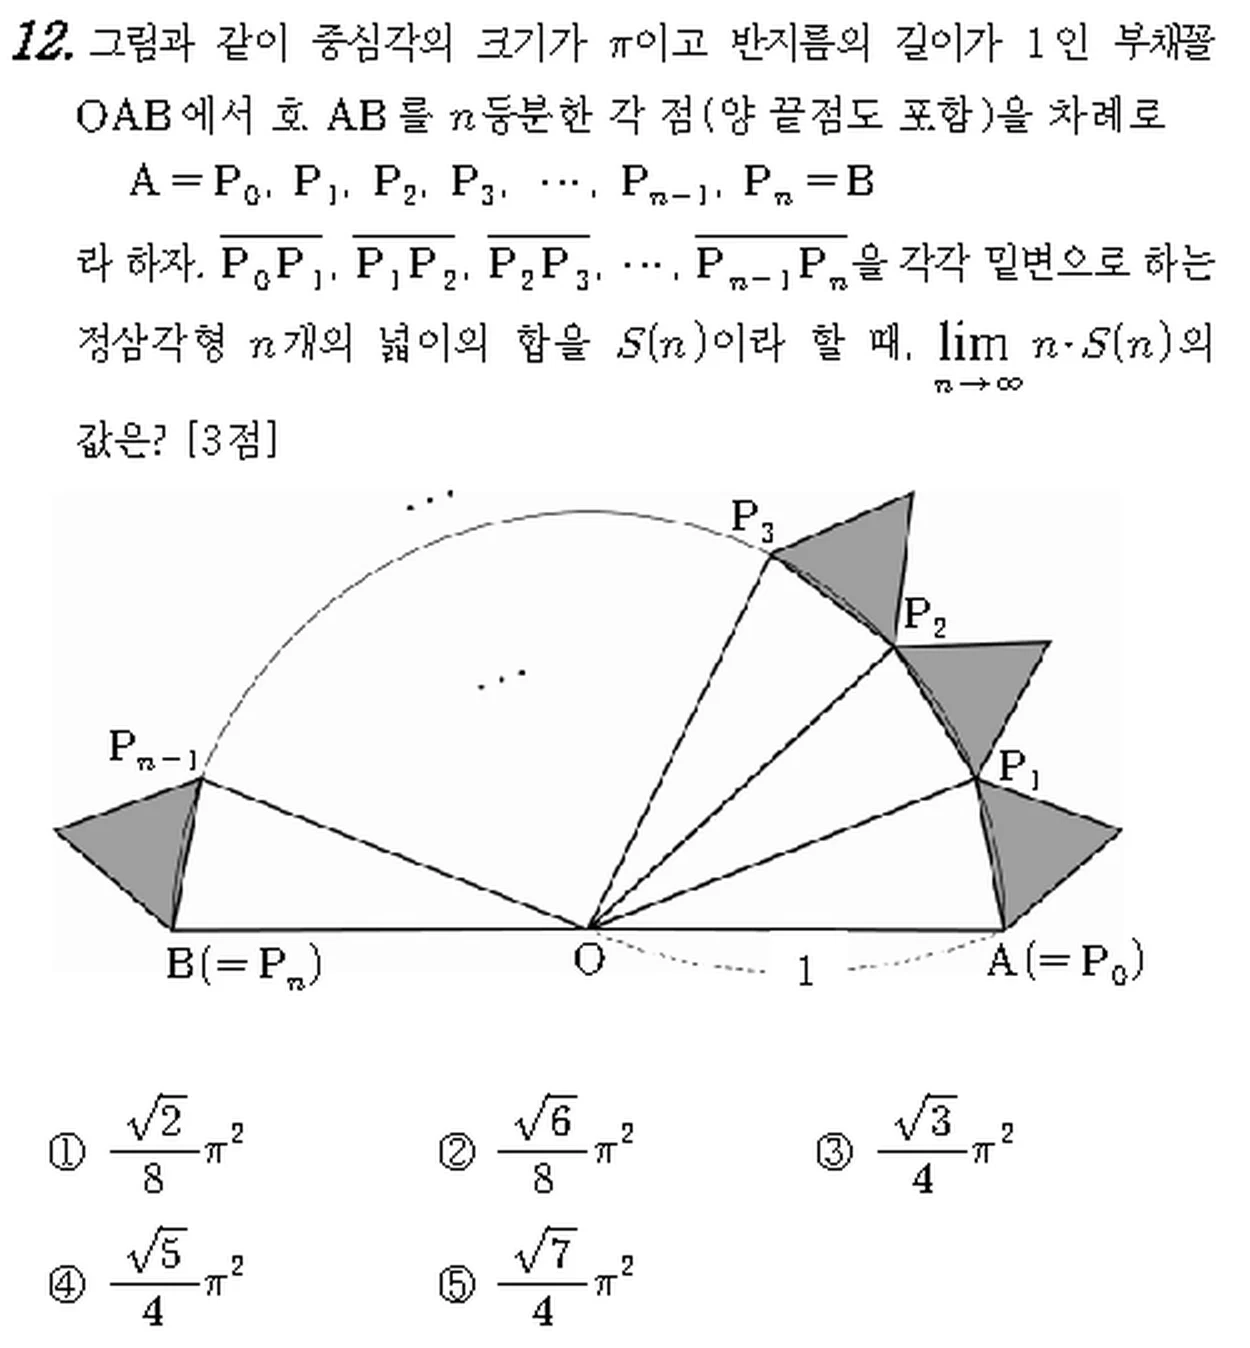 12. 그림과 같이 중심각의 크기가 π이고 반지름의 길이가 1인 부채꼴
OAB에서 호 AB를 n등분한 각 점(양 끝점도 포함)을 차례로
A=P₀, P₁, P₂, P₃, ⋯, Pₙ₋₁, Pₙ=B
라 하자. P₀P₁, P₁P₂, P₂P₃, ⋯, Pₙ₋₁Pₙ을 각각 밑변으로 하는
정삼각형 n개의 넓이의 합을 S(n)이라 할 때, lim n→∞ n·S(n)의
값은? [3점]
⋯
P₃
P₂
⋯
Pₙ₋₁
P₁
B(=Pₙ)
O
1
A(=P₀)
① √2/8 π² ② √6/8 π² ③ √3/4 π²
④ √5/4 π² ⑤ √7/4 π²